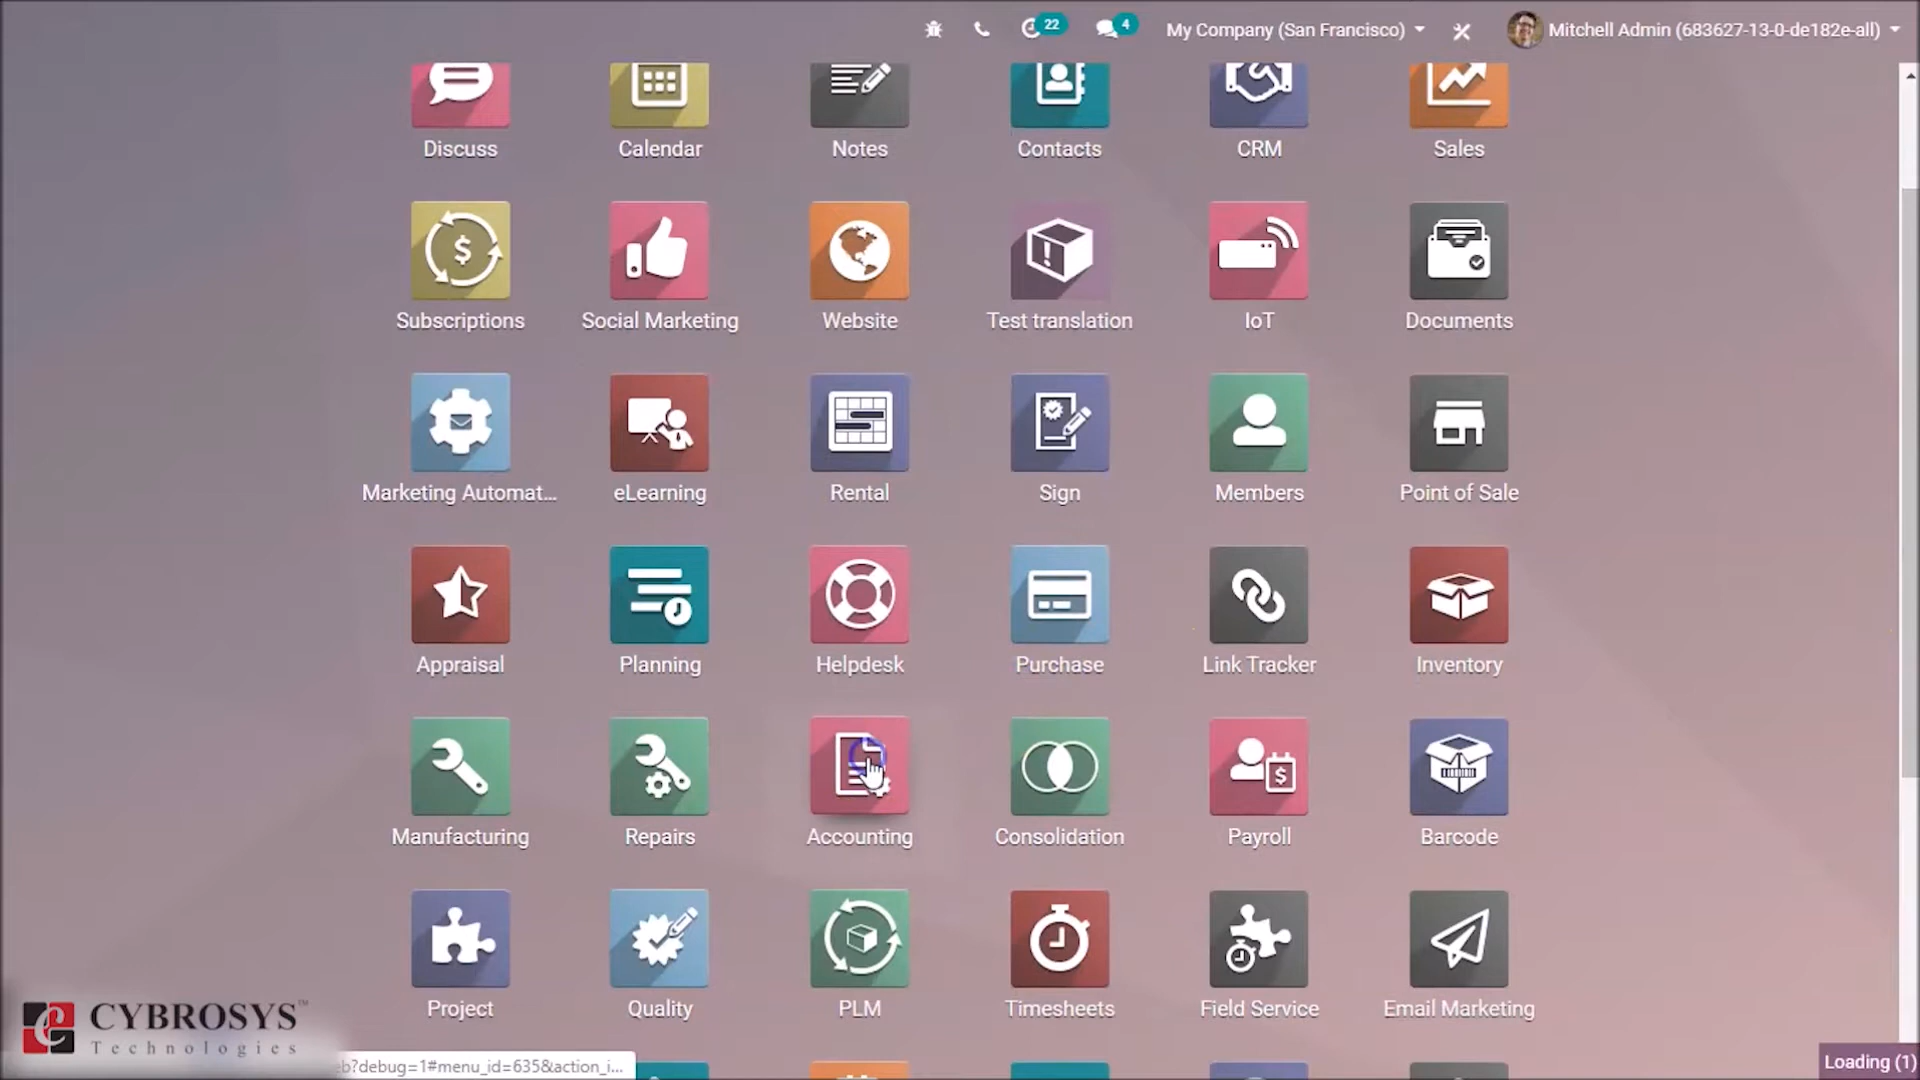 22
4
My Company (San Francisco)
Mitchell Admin (683627-13-0-de182e-all)
Discuss
Calendar
Notes
Contacts
CRM
Sales
Subscriptions
Social Marketing
Website
Test translation
IoT
Documents
Marketing Automat...
eLearning
Rental
Sign
Members
Point of Sale
Appraisal
Planning
Helpdesk
Purchase
Link Tracker
Inventory
Manufacturing
Repairs
Accounting
Consolidation
Payroll
Barcode
Project
Quality
PLM
Timesheets
Field Service
Email Marketing
CYBROSYS™
Technologies
eb?debug=1#menu_id=635&action_i...
Loading (1)